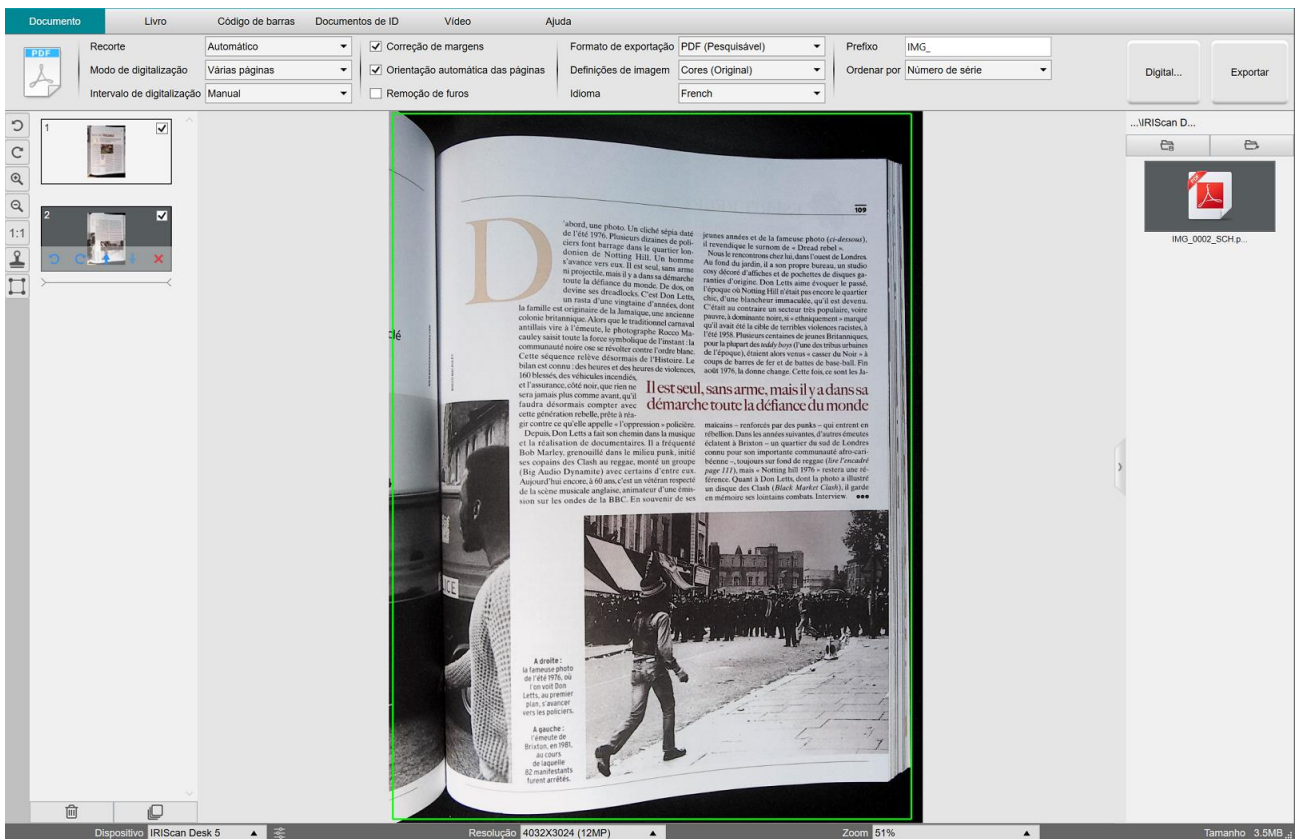 Documento Livro Código de barras Documentos de ID Vídeo Ajuda
PDF
Recorte Automático
Modo de digitalização Várias páginas
Intervalo de digitalização Manual
Correção de margens
Orientação automática das páginas
Remoção de furos
Formato de exportação PDF (Pesquisável)
Definições de imagem Cores (Original)
Idioma French
Prefixo IMG_
Ordenar por Número de série
Digital...
Exportar
1:1
1
2
...\IRIScan D...
IMG_0002_SCH.p...
109
clé
D
'abord, une photo. Un cliché sépia daté
de l'été 1976. Plusieurs dizaines de poli-
ciers font barrage dans le quartier lon-
donien de Notting Hill. Un homme
s'avance vers eux. Il est seul, sans arme
ni projectile, mais il y a dans sa démarche
toute la défiance du monde. De dos, on
devine ses dreadlocks. C'est Don Letts,
un rasta d'une vingtaine d'années, dont
la famille est originaire de la Jamaïque, une ancienne
colonie britannique. Alors que le traditionnel carnaval
antillais vire à l'émeute, le photographe Rocco Ma-
cauley saisit toute la force symbolique de l'instant : la
communauté noire ose se révolter contre l'ordre blanc.
Cette séquence relève désormais de l'Histoire. Le
bilan est connu : des heures et des heures de violences,
160 blessés, des véhicules incendiés,
et l'assurance, côté noir, que rien ne
sera jamais plus comme avant, qu'il
faudra désormais compter avec
cette génération rebelle, prête à réa-
gir contre ce qu'elle appelle « l'oppression » policière.
Depuis, Don Letts a fait son chemin dans la musique
et la réalisation de documentaires. Il a fréquenté
Bob Marley, grenouillé dans le milieu punk, initié
ses copains des Clash au reggae, monté un groupe
(Big Audio Dynamite) avec certains d'entre eux.
Aujourd'hui encore, à 60 ans, c'est un vétéran respecté
de la scène musicale anglaise, animateur d'une émis-
sion sur les ondes de la BBC. En souvenir de ses
jeunes années et de la fameuse photo (ci-dessous),
il revendique le surnom de « Dread rebel ».
Nous le rencontrons chez lui, dans l'ouest de Londres.
Au fond du jardin, il a son propre bureau, un studio
cosy décoré d'affiches et de pochettes de disques ga-
ranties d'origine. Don Letts aime évoquer le passé,
l'époque où Notting Hill n'était pas encore le quartier
chic, d'une blancheur immaculée, qu'il est devenu.
C'était au contraire un secteur très populaire, voire
pauvre, à dominante noire, si « ethniquement » marqué
qu'il avait été la cible de terribles violences racistes, à
l'été 1958. Plusieurs centaines de jeunes Britanniques,
pour la plupart des teddy boys (l'une des tribus urbaines
de l'époque), étaient alors venus « casser du Noir » à
coups de barres de fer et de battes de base-ball. Fin
août 1976, la donne change. Cette fois, ce sont les Ja-
Il est seul, sans arme, mais il y a dans sa
démarche toute la défiance du monde
maïcains – renforcés par des punks – qui entrent en
rébellion. Dans les années suivantes, d'autres émeutes
éclatent à Brixton – un quartier du sud de Londres
connu pour son importante communauté afro-cari-
béenne –, toujours sur fond de reggae (lire l'encadré
page 111), mais « Notting hill 1976 » restera une ré-
férence. Quant à Don Letts, dont la photo a illustré
un disque des Clash (Black Market Clash), il garde
en mémoire ses lointains combats. Interview. •••
A droite :
la fameuse photo
de l'été 1976, où
l'on voit Don
Letts, au premier
plan, s'avancer
vers les policiers.
A gauche :
l'émeute de
Brixton, en 1981,
au cours
de laquelle
82 manifestants
furent arrêtés.
Dispositivo IRIScan Desk 5 Resolução 4032X3024 (12MP) Zoom 51% Tamanho 3.5MB